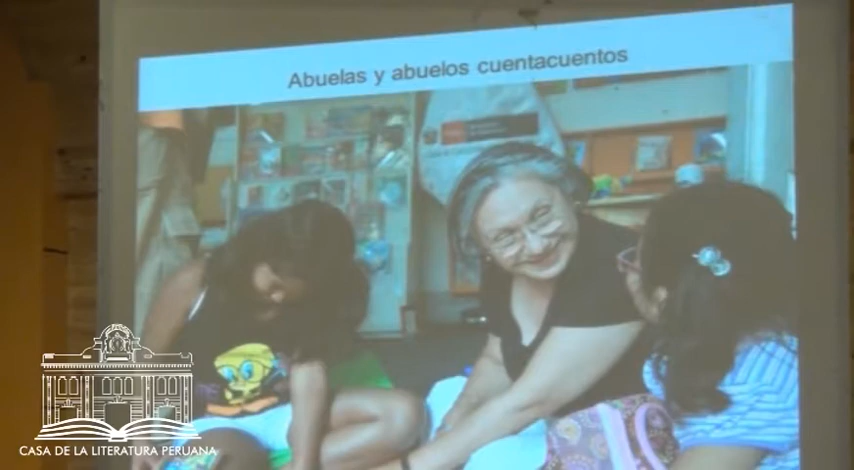 Abuelas y abuelos cuentacuentos
CASA DE LA LITERATURA PERUANA